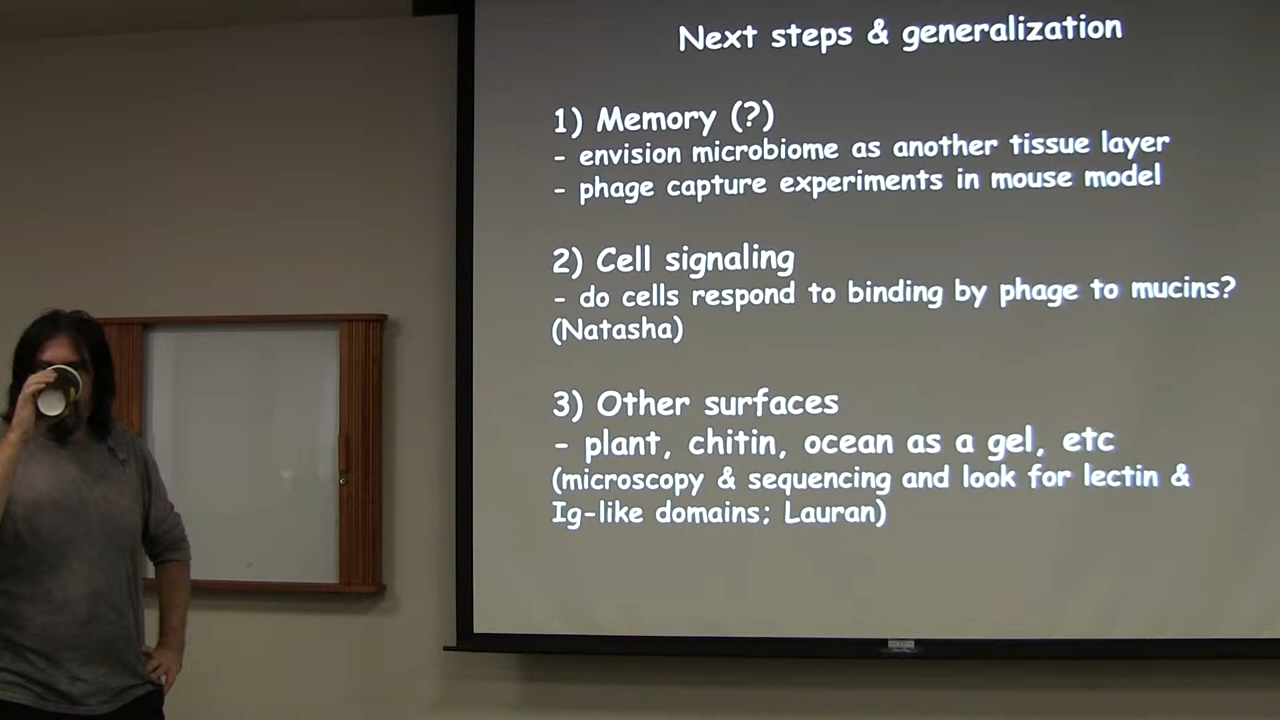 Next steps & generalization
1) Memory (?)
- envision microbiome as another tissue layer
- phage capture experiments in mouse model
2) Cell signaling
- do cells respond to binding by phage to mucins?
(Natasha)
3) Other surfaces
- plant, chitin, ocean as a gel, etc
(microscopy & sequencing and look for lectin &
Ig-like domains; Lauran)